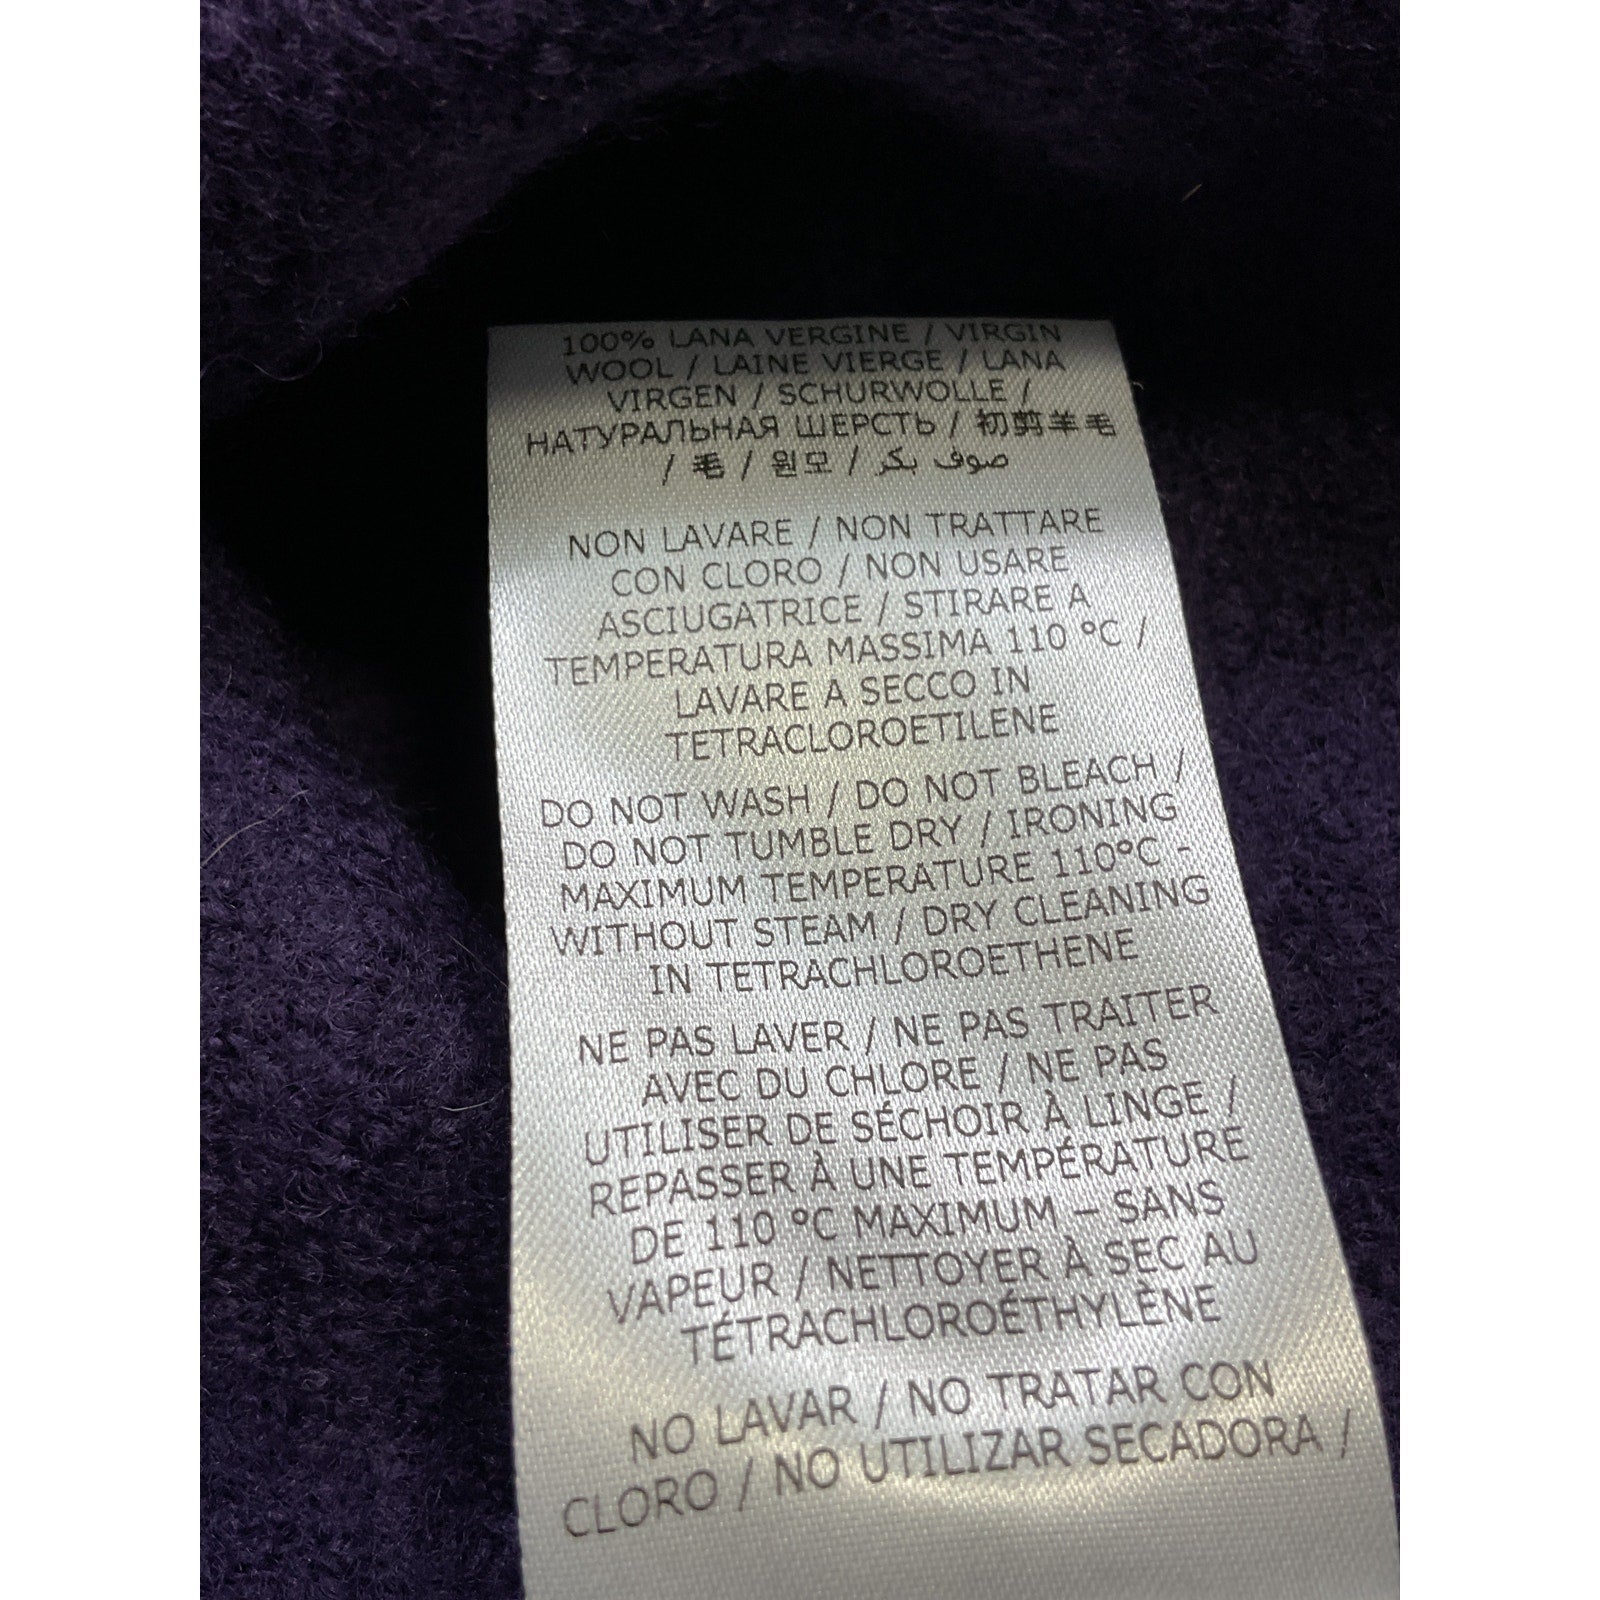 100% LANA VERGINE / VIRGIN
WOOL / LAINE VIERGE / LANA
VIRGEN / SCHURWOLLE /
НАТУРАЛЬНАЯ ШЕРСТЬ / 初剪羊毛
/ 毛 / 원모 / صوف بكر
NON LAVARE / NON TRATTARE
CON CLORO / NON USARE
ASCIUGATRICE / STIRARE A
TEMPERATURA MASSIMA 110 °C /
LAVARE A SECCO IN
TETRACLOROETILENE
DO NOT WASH / DO NOT BLEACH /
DO NOT TUMBLE DRY / IRONING
MAXIMUM TEMPERATURE 110°C -
WITHOUT STEAM / DRY CLEANING
IN TETRACHLOROETHENE
NE PAS LAVER / NE PAS TRAITER
AVEC DU CHLORE / NE PAS
UTILISER DE SÉCHOIR À LINGE /
REPASSER À UNE TEMPÉRATURE
DE 110 °C MAXIMUM – SANS
VAPEUR / NETTOYER À SEC AU
TÉTRACHLOROÉTHYLÈNE
NO LAVAR / NO TRATAR CON
CLORO / NO UTILIZAR SECADORA /